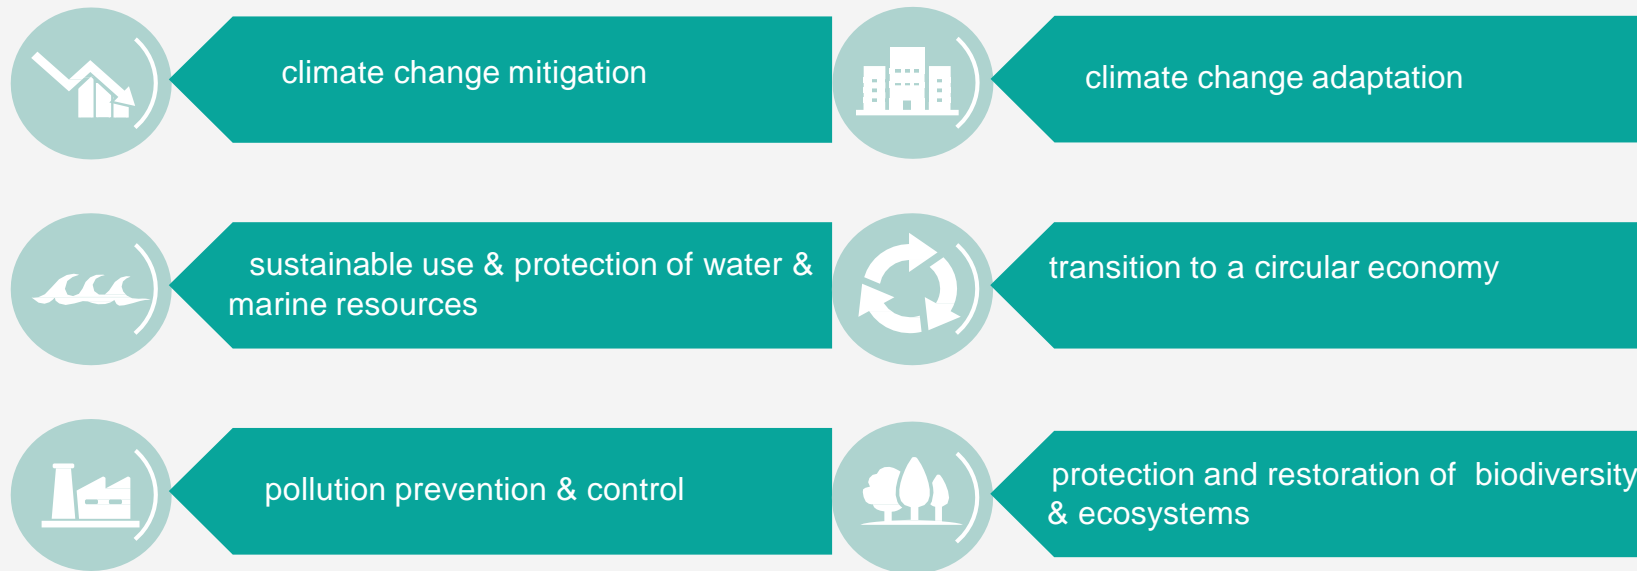 climate change mitigation
climate change adaptation
sustainable use & protection of water &
marine resources
transition to a circular economy
pollution prevention & control
protection and restoration of biodiversity
& ecosystems